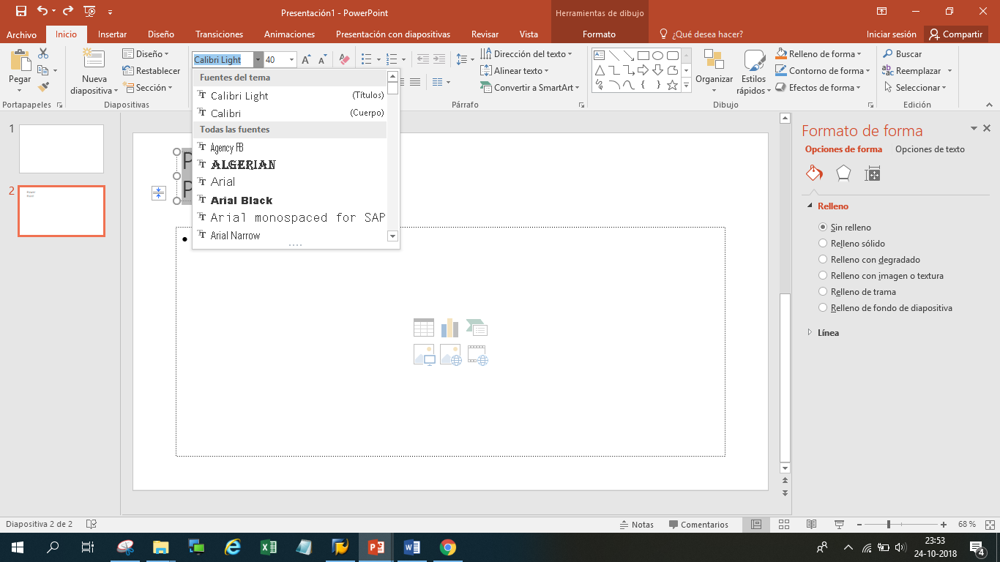 Presentación1 - PowerPoint
Herramientas de dibujo
Archivo
Inicio
Insertar
Diseño
Transiciones
Animaciones
Presentación con diapositivas
Revisar
Vista
Formato
¿Qué desea hacer?
Iniciar sesión
Compartir
Pegar
Portapapeles
Nueva
diapositiva
Diseño
Restablecer
Sección
Diapositivas
Calibri Light
40
Dirección del texto
Alinear texto
Convertir a SmartArt
Párrafo
Organizar
Estilos
rápidos
Relleno de forma
Contorno de forma
Efectos de forma
Dibujo
Buscar
Reemplazar
Seleccionar
Edición
Fuentes del tema
Calibri Light (Títulos)
Calibri (Cuerpo)
Todas las fuentes
Agency FB
ALGERIAN
Arial
Arial Black
Arial monospaced for SAP
Arial Narrow
1
2
P
P
Formato de forma
Opciones de forma
Opciones de texto
Relleno
Sin relleno
Relleno sólido
Relleno con degradado
Relleno con imagen o textura
Relleno de trama
Relleno de fondo de diapositiva
Línea
Diapositiva 2 de 2
Notas
Comentarios
68 %
23:53
24-10-2018
4